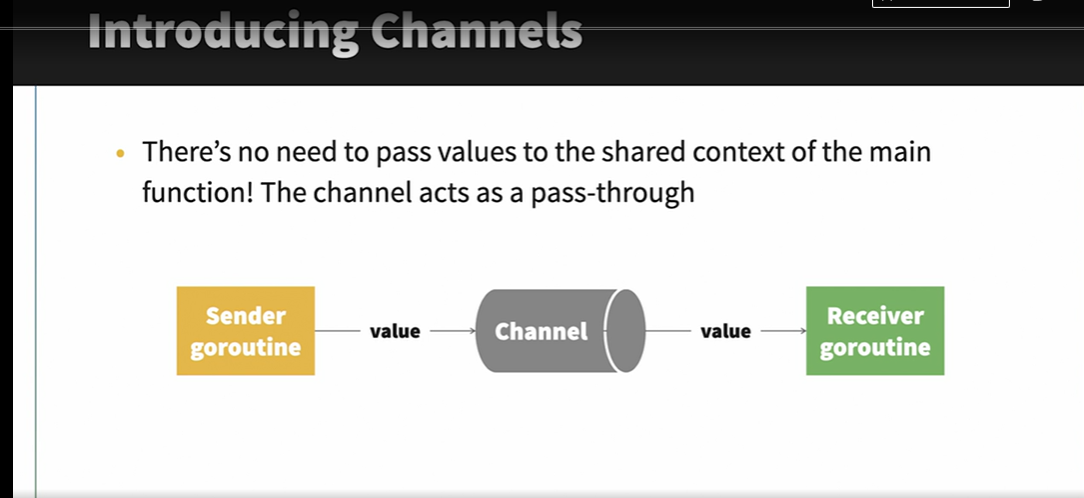 Introducing Channels
• There's no need to pass values to the shared context of the main
function! The channel acts as a pass-through
Sender
goroutine
value
Channel
value
Receiver
goroutine